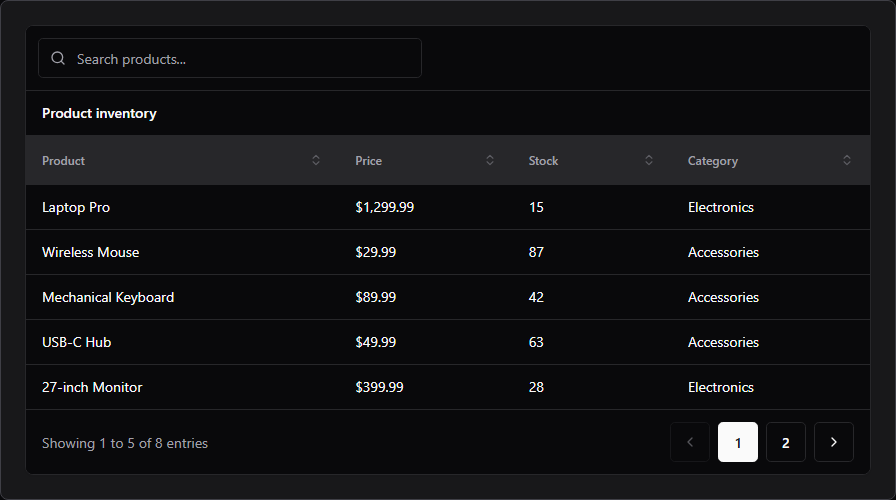 Search products...
Product inventory
Product Price Stock Category
Laptop Pro $1,299.99 15 Electronics
Wireless Mouse $29.99 87 Accessories
Mechanical Keyboard $89.99 42 Accessories
USB-C Hub $49.99 63 Accessories
27-inch Monitor $399.99 28 Electronics
Showing 1 to 5 of 8 entries 1 2